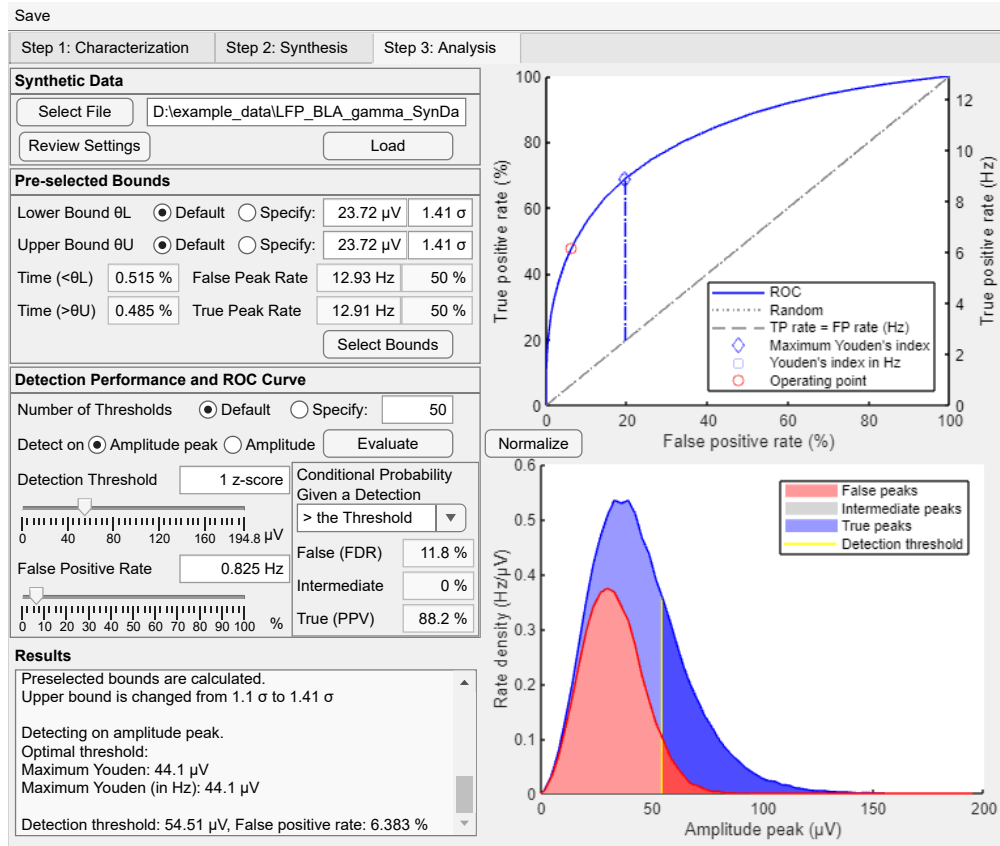 Save
Step 1: Characterization
Step 2: Synthesis
Step 3: Analysis
Synthetic Data
Select File
D:\example_data\LFP_BLA_gamma_SynDa
Review Settings
Load
Pre-selected Bounds
Lower Bound θL Default Specify: 23.72 µV 1.41 σ
Upper Bound θU Default Specify: 23.72 µV 1.41 σ
Time (<θL) 0.515 % False Peak Rate 12.93 Hz 50 %
Time (>θU) 0.485 % True Peak Rate 12.91 Hz 50 %
Select Bounds
Detection Performance and ROC Curve
Number of Thresholds Default Specify: 50
Detect on Amplitude peak Amplitude Evaluate
Detection Threshold 1 z-score
0 40 80 120 160 194.8 µV
False Positive Rate 0.825 Hz
0 10 20 30 40 50 60 70 80 90 100 %
Conditional Probability
Given a Detection
> the Threshold
False (FDR) 11.8 %
Intermediate 0 %
True (PPV) 88.2 %
Results
Preselected bounds are calculated.
Upper bound is changed from 1.1 σ to 1.41 σ
Detecting on amplitude peak.
Optimal threshold:
Maximum Youden: 44.1 µV
Maximum Youden (in Hz): 44.1 µV
Detection threshold: 54.51 µV, False positive rate: 6.383 %
True positive rate (%)
100
80
60
40
20
0
0 20 40 60 80 100
False positive rate (%)
12
10
8
6
4
2
0
True positive rate (Hz)
ROC
Random
TP rate = FP rate (Hz)
Maximum Youden's index
Youden's index in Hz
Operating point
Normalize
Rate density (Hz/µV)
0.6
0.5
0.4
0.3
0.2
0.1
0
0 50 100 150 200
Amplitude peak (µV)
False peaks
Intermediate peaks
True peaks
Detection threshold